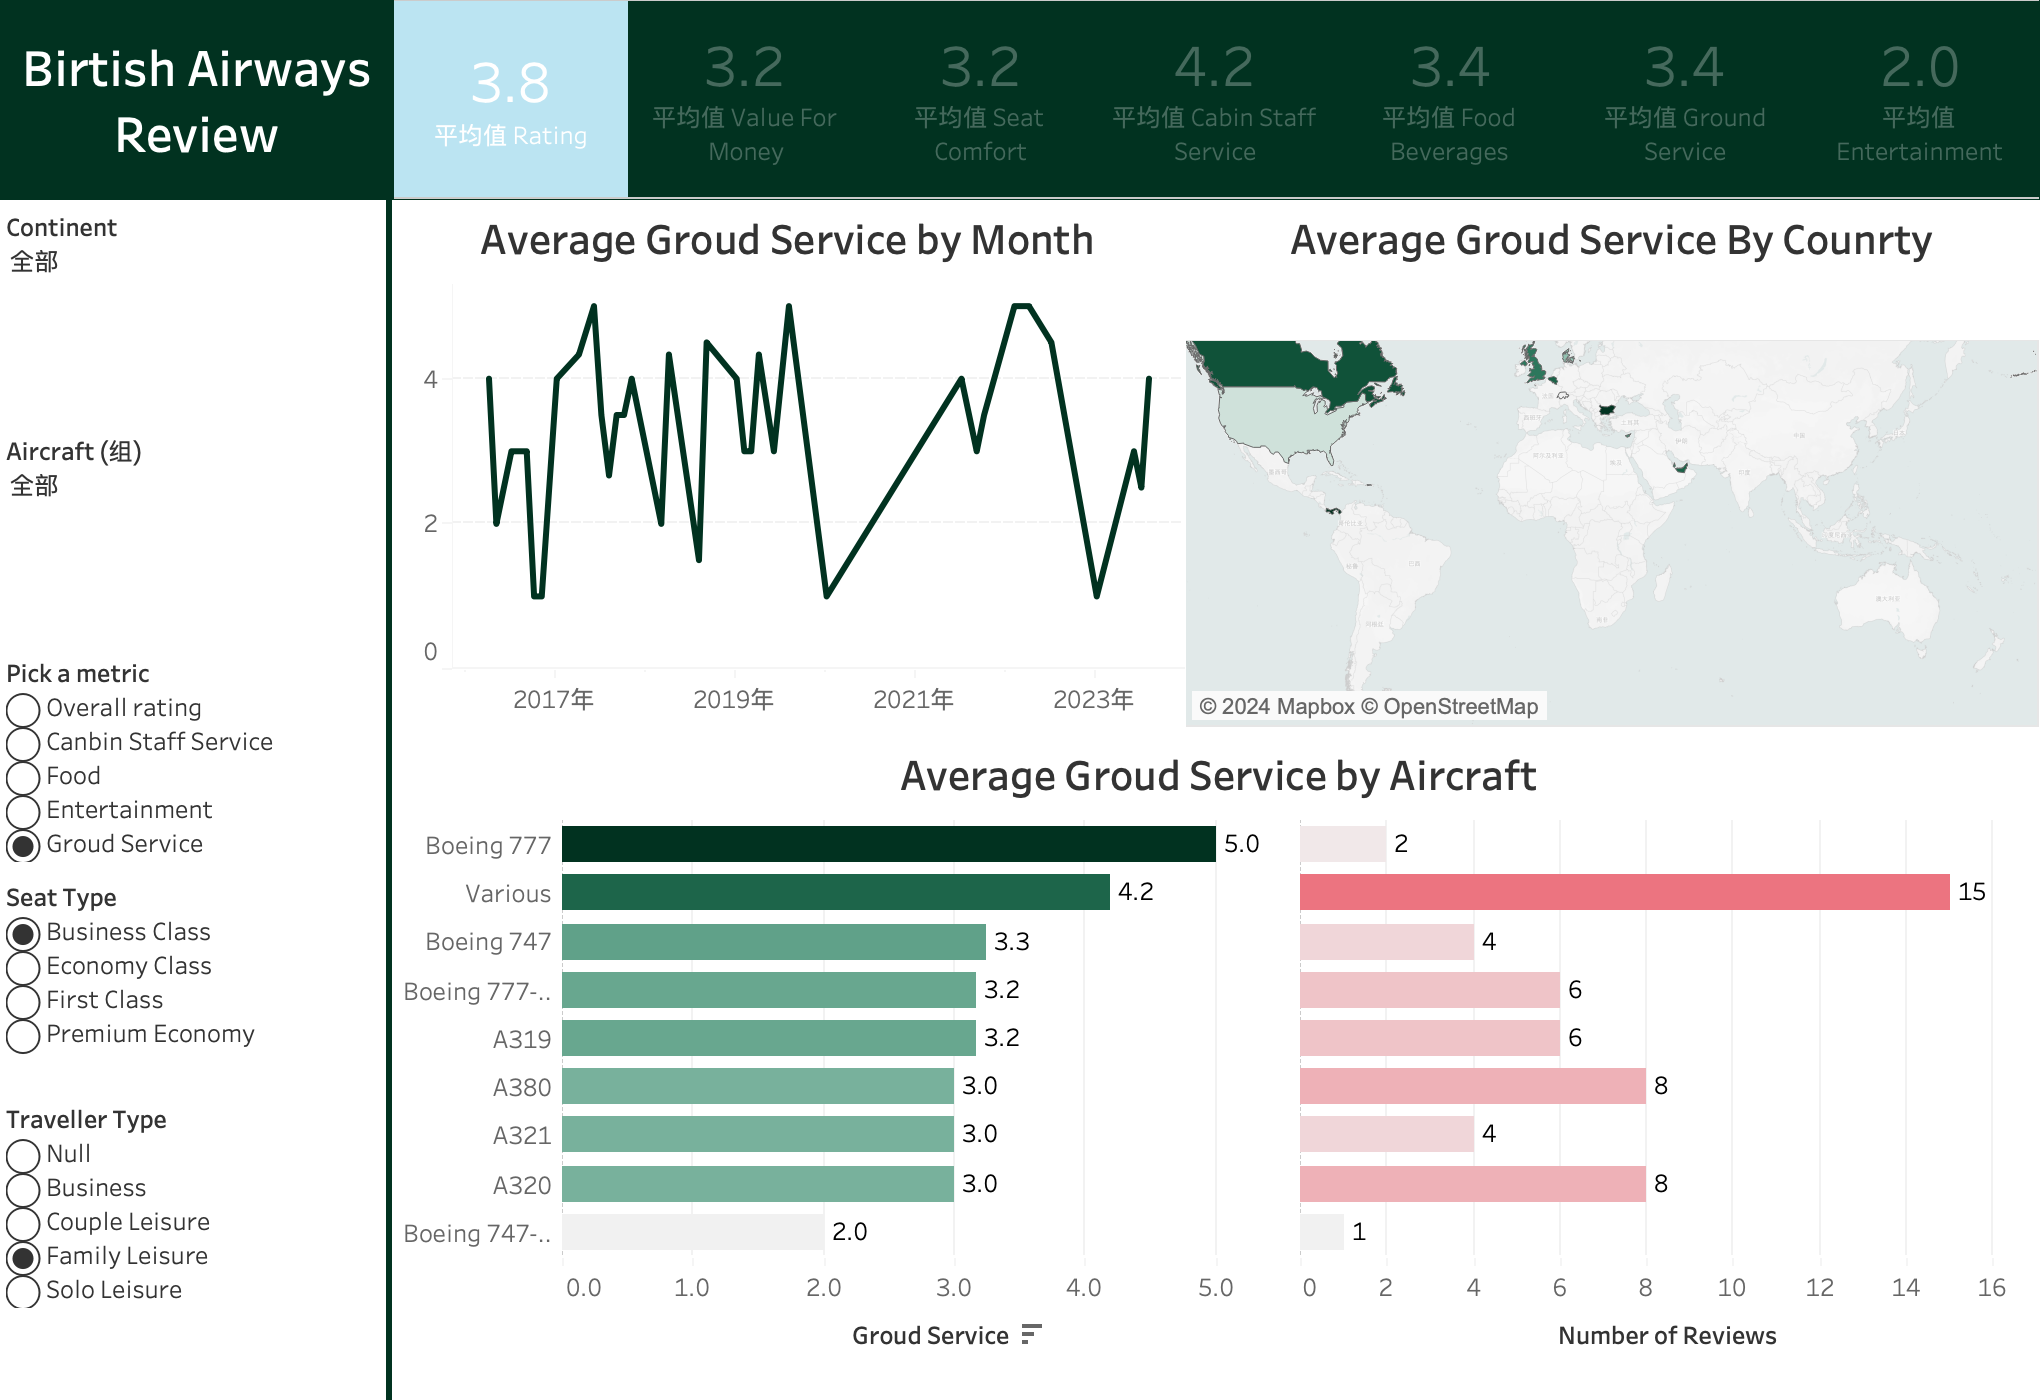 Birtish Airways
Review
3.8
平均值 Rating
3.2
平均值 Value For
Money
3.2
平均值 Seat
Comfort
4.2
平均值 Cabin Staff
Service
3.4
平均值 Food
Beverages
3.4
平均值 Ground
Service
2.0
平均值
Entertainment
Continent
全部
Aircraft (组)
全部
Pick a metric
Overall rating
Canbin Staff Service
Food
Entertainment
Groud Service
Seat Type
Business Class
Economy Class
First Class
Premium Economy
Traveller Type
Null
Business
Couple Leisure
Family Leisure
Solo Leisure
Average Groud Service by Month
4
2
0
2017年
2019年
2021年
2023年
Average Groud Service By Counrty
© 2024 Mapbox © OpenStreetMap
Average Groud Service by Aircraft
Boeing 777 5.0 2
Various 4.2 15
Boeing 747 3.3 4
Boeing 777-.. 3.2 6
A319 3.2 6
A380 3.0 8
A321 3.0 4
A320 3.0 8
Boeing 747-.. 2.0 1
0.0 1.0 2.0 3.0 4.0 5.0
0 2 4 6 8 10 12 14 16
Groud Service
Number of Reviews